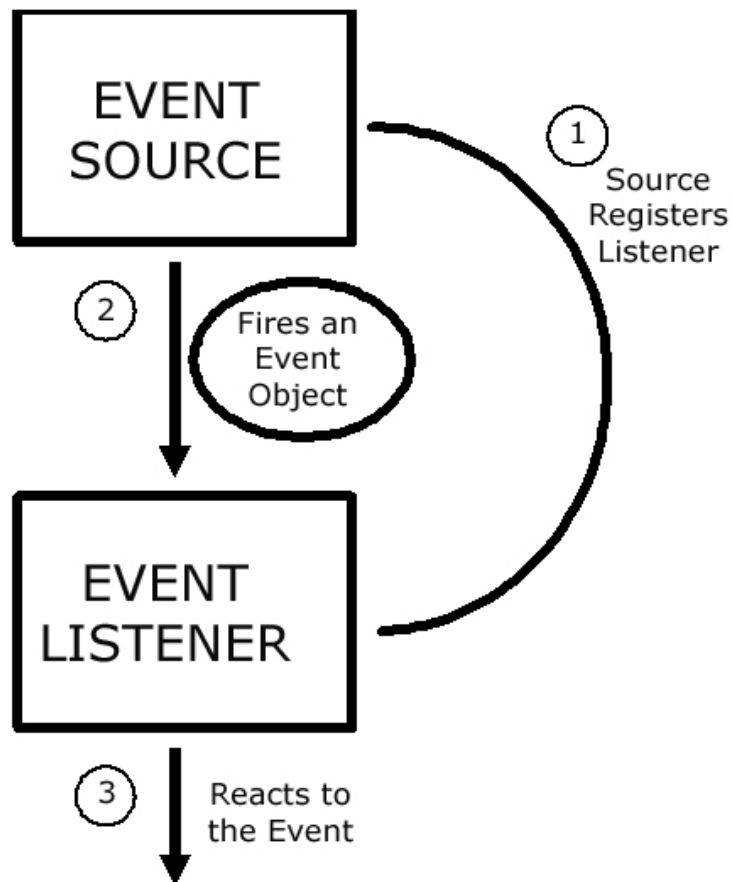 EVENT
SOURCE
1
Source
Registers
Listener
2
Fires an
Event
Object
EVENT
LISTENER
3
Reacts to
the Event